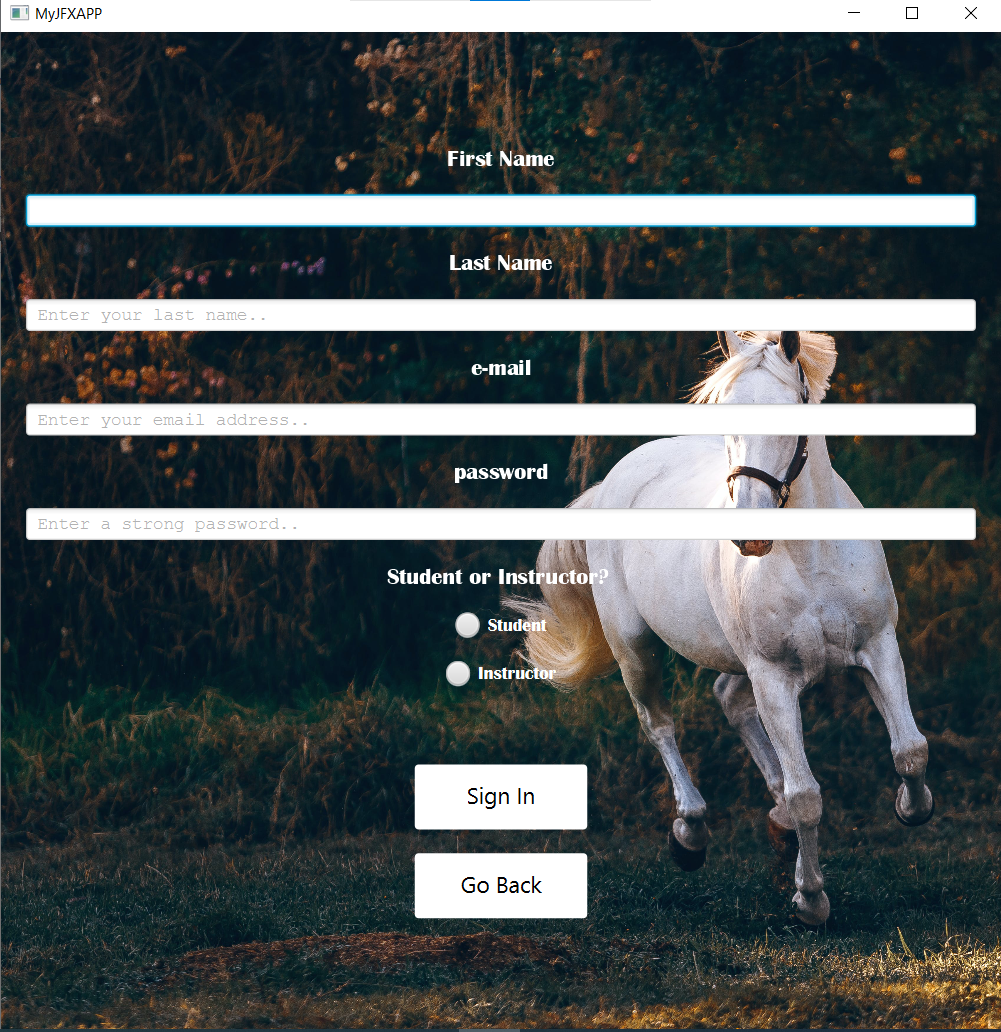 MyJFXAPP
First Name
Last Name
Enter your last name..
e-mail
Enter your email address..
password
Enter a strong password..
Student or Instructor?
Student
Instructor
Sign In
Go Back